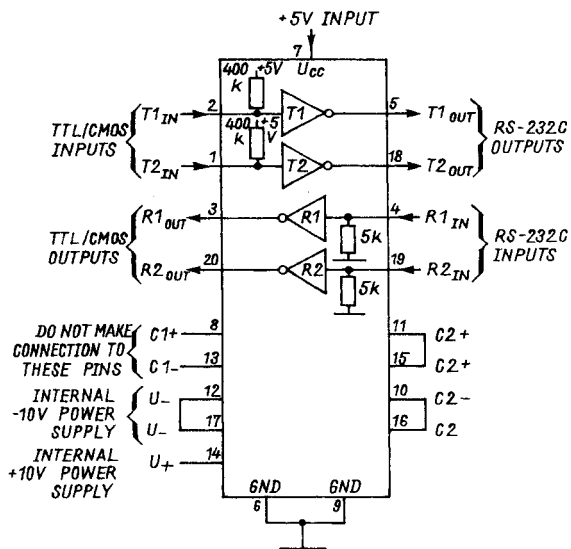 +5V INPUT
7
Ucc
400 k
+5V
TTL/CMOS INPUTS
T1IN
2
T1
5
T1OUT
RS-232C OUTPUTS
400 k
+5 V
T2IN
1
T2
18
T2OUT
TTL/CMOS OUTPUTS
R1OUT
3
R1
4
R1IN
RS-232C INPUTS
5k
R2OUT
20
R2
19
R2IN
5k
DO NOT MAKE CONNECTION TO THESE PINS
C1+
8
11
C2+
C1-
13
15
C2+
INTERNAL -10V POWER SUPPLY
U-
12
10
C2-
U-
17
16
C2
INTERNAL +10V POWER SUPPLY
U+
14
GND
6
GND
9